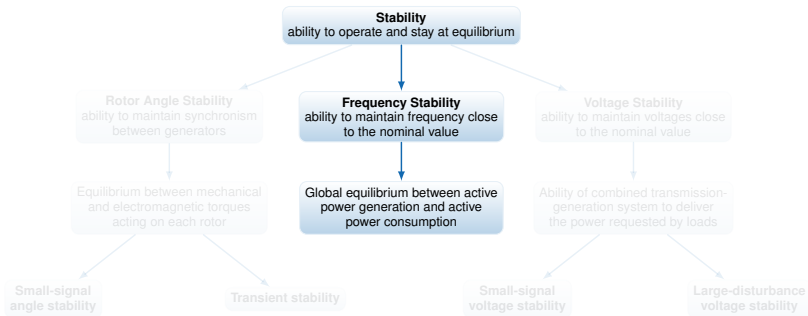 Stability
ability to operate and stay at equilibrium
Rotor Angle Stability
ability to maintain synchronism
between generators
Frequency Stability
ability to maintain frequency close
to the nominal value
Voltage Stability
ability to maintain voltages close
to the nominal value
Equilibrium between mechanical
and electromagnetic torques
acting on each rotor
Global equilibrium between active
power generation and active
power consumption
Ability of combined transmission-
generation system to deliver
the power requested by loads
Small-signal
angle stability
Transient stability
Small-signal
voltage stability
Large-disturbance
voltage stability